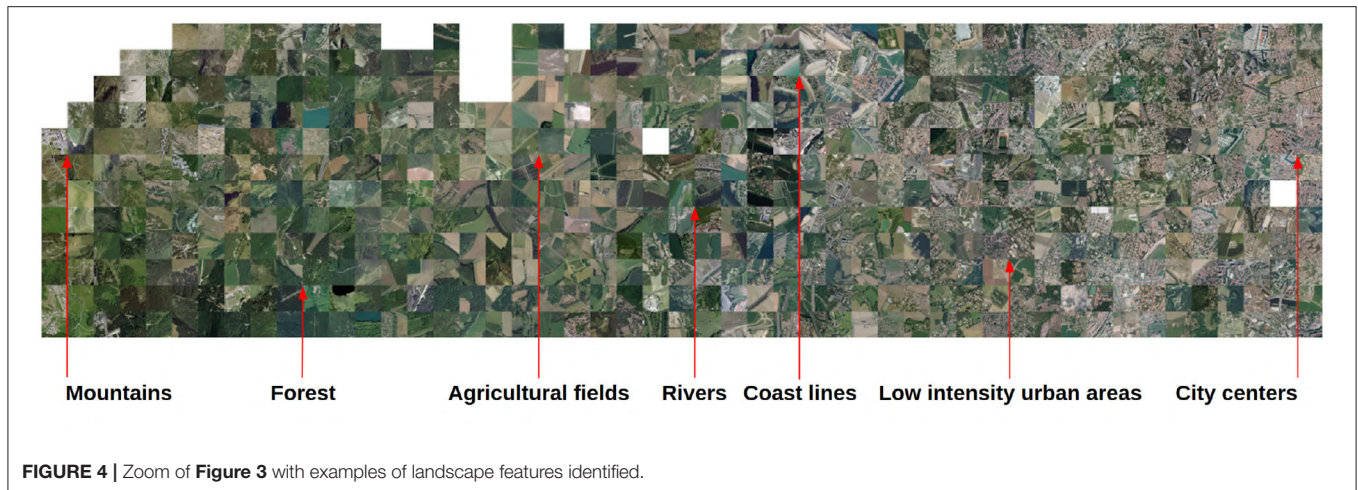 Mountains Forest Agricultural fields Rivers Coast lines Low intensity urban areas City centers
FIGURE 4 | Zoom of Figure 3 with examples of landscape features identified.